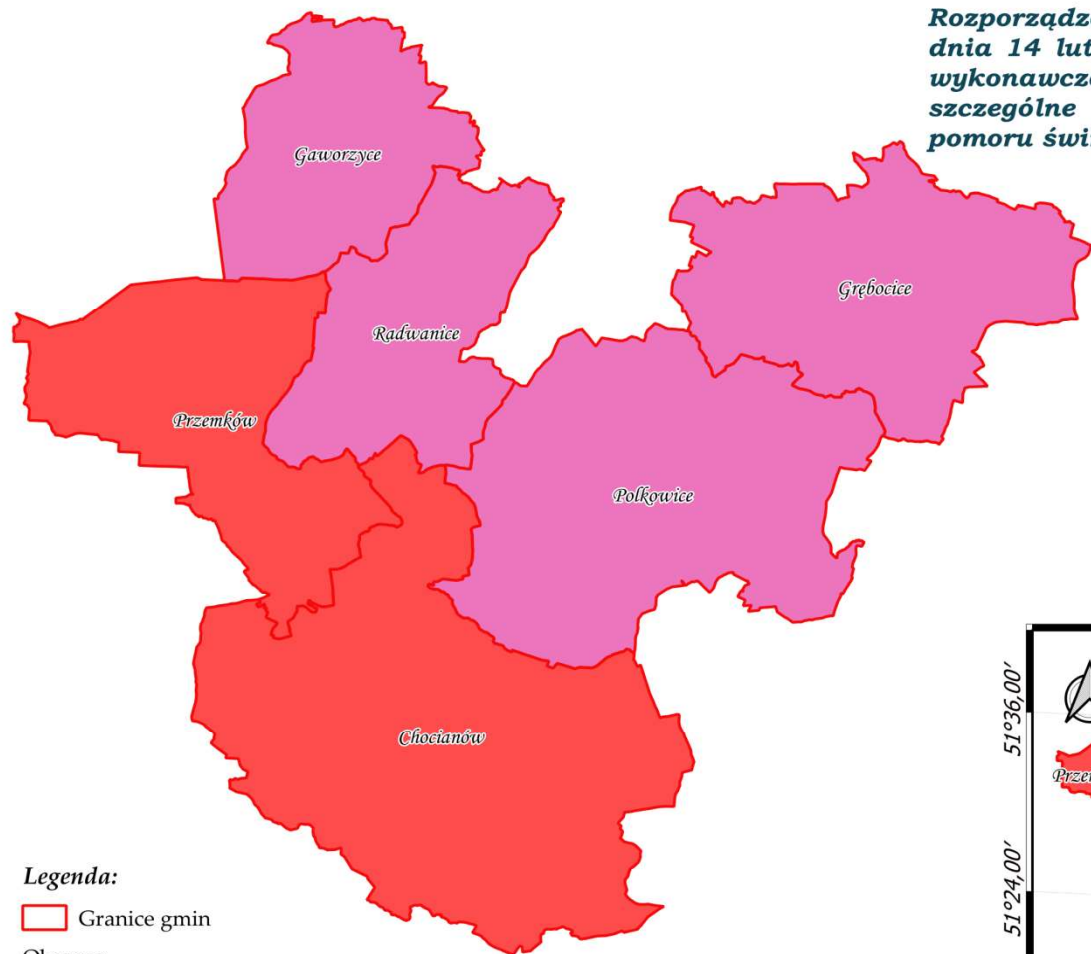 Rozporządz
dnia 14 lut
wykonawcz
szczególne
pomoru świ
Gaworzyce
Grębocice
Radwanice
Przemków
Polkowice
Chocianów
51°36,00'
Przem
51°24,00'
Legenda:
Granice gmin